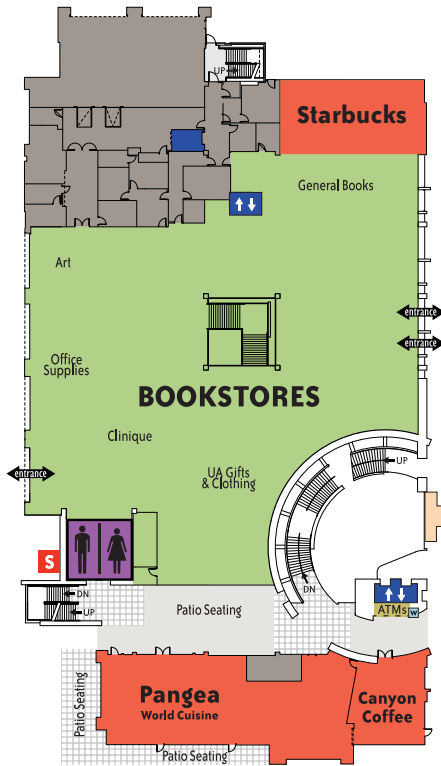 UP
Starbucks
General Books
Art
entrance
entrance
Office
Supplies
BOOKSTORES
Clinique
UP
UA Gifts
& Clothing
entrance
S
DN
UP
DN
ATMs
W
Patio Seating
Patio Seating
Pangea
World Cuisine
Canyon
Coffee
Patio Seating